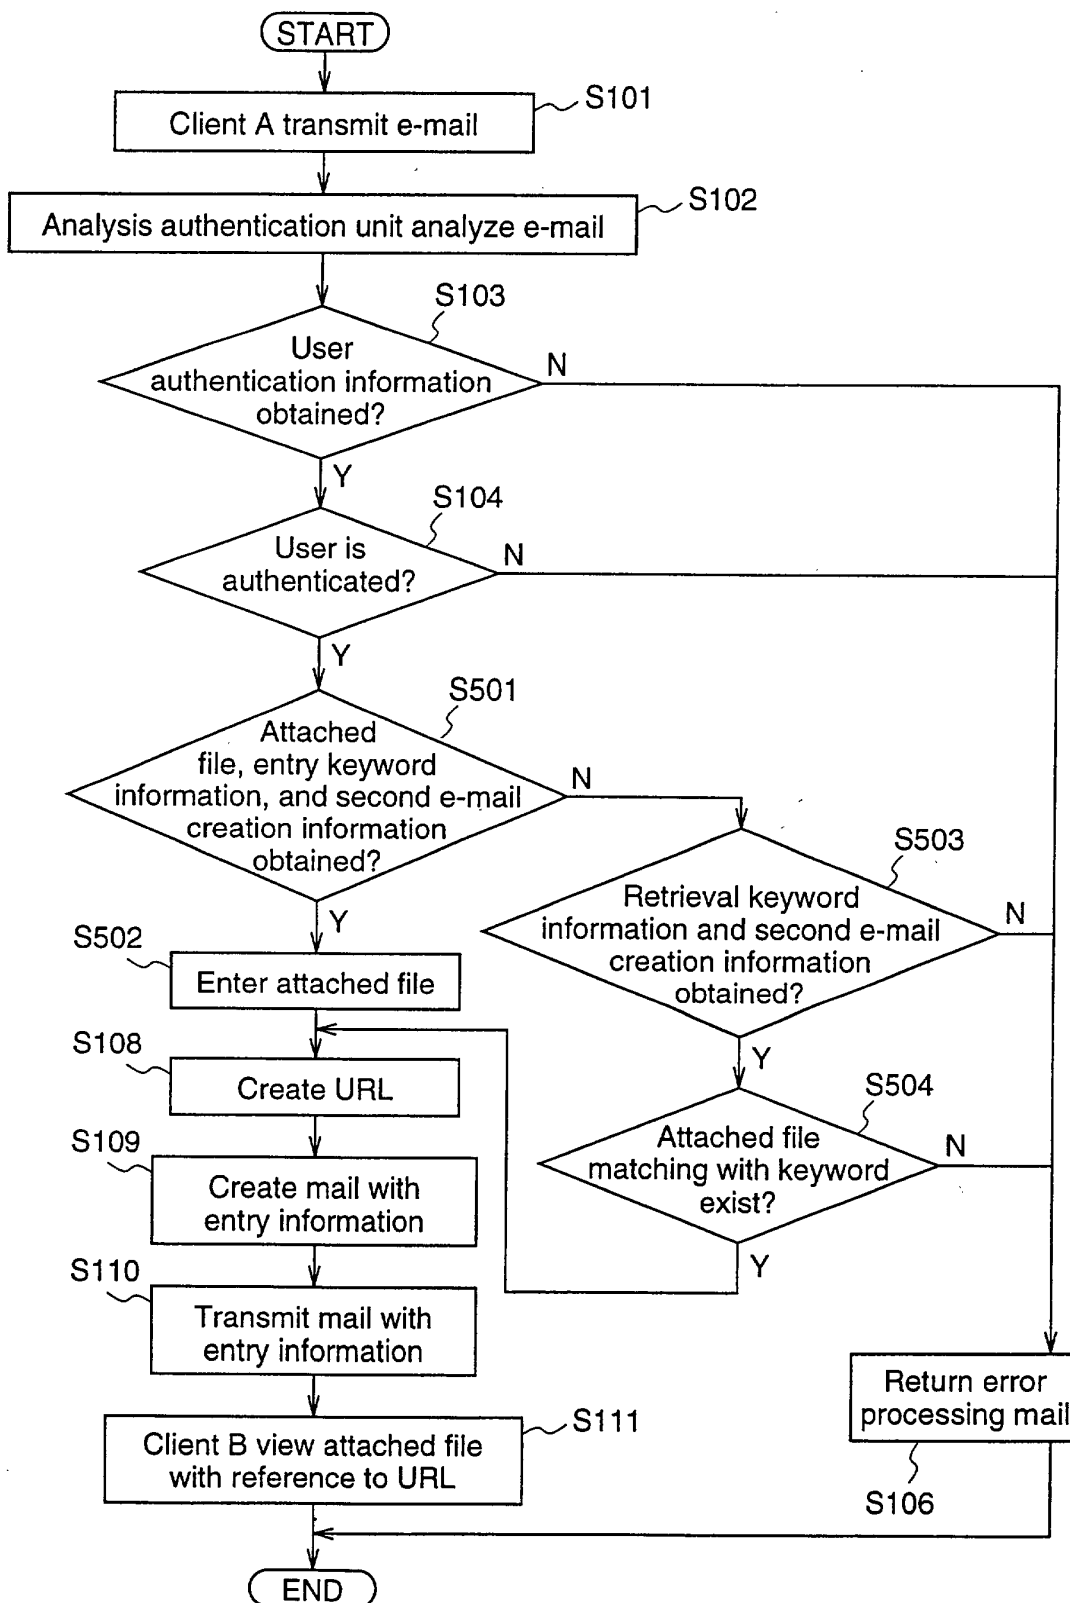 START
Client A transmit e-mail
S101
Analysis authentication unit analyze e-mail
S102
S103
User
authentication information
obtained?
N
Y
S104
User is
authenticated?
N
Y
S501
Attached
file, entry keyword
information, and second e-mail
creation information
obtained?
N
Y
S503
Retrieval keyword
information and second e-mail
creation information
obtained?
N
Y
S502
Enter attached file
S108
Create URL
S504
Attached file
matching with keyword
exist?
N
Y
S109
Create mail with
entry information
S110
Transmit mail with
entry information
Return error
processing mail
S106
S111
Client B view attached file
with reference to URL
END